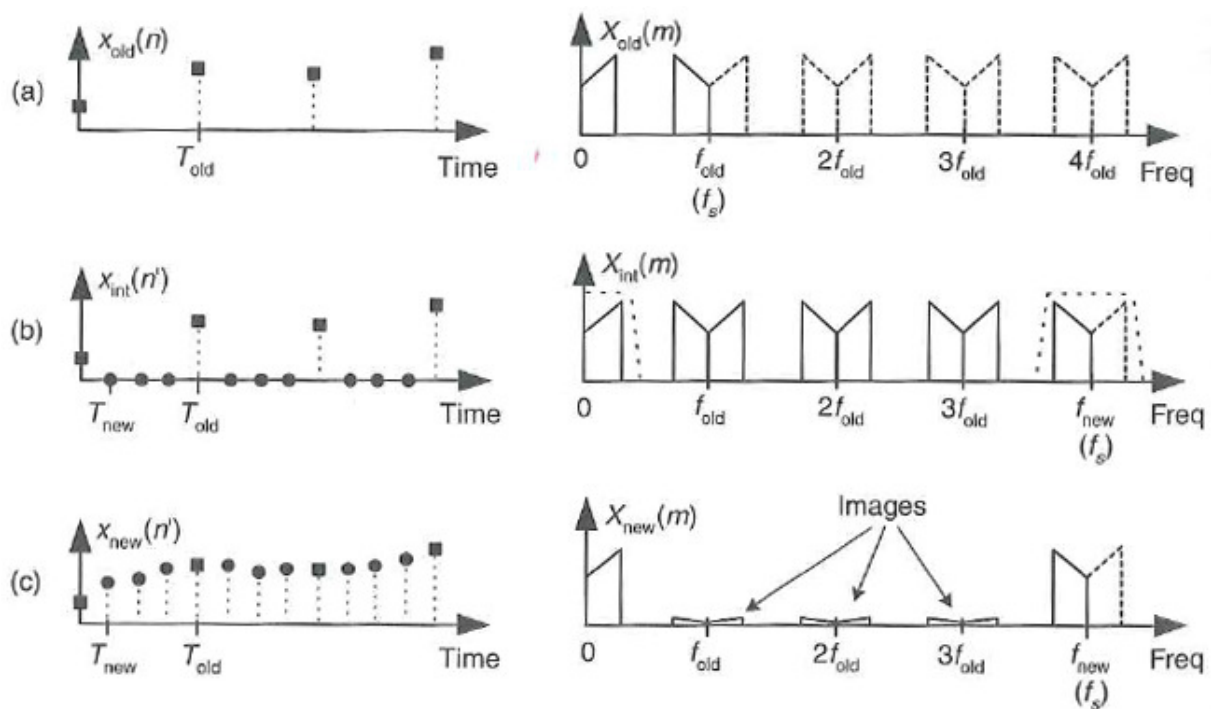 (a)
x_old(n)
T_old
Time
X_old(m)
0
f_old
(f_s)
2f_old
3f_old
4f_old
Freq
(b)
x_int(n')
T_new
T_old
Time
X_int(m)
0
f_old
2f_old
3f_old
f_new
(f_s)
Freq
(c)
x_new(n')
T_new
T_old
Time
X_new(m)
Images
0
f_old
2f_old
3f_old
f_new
(f_s)
Freq